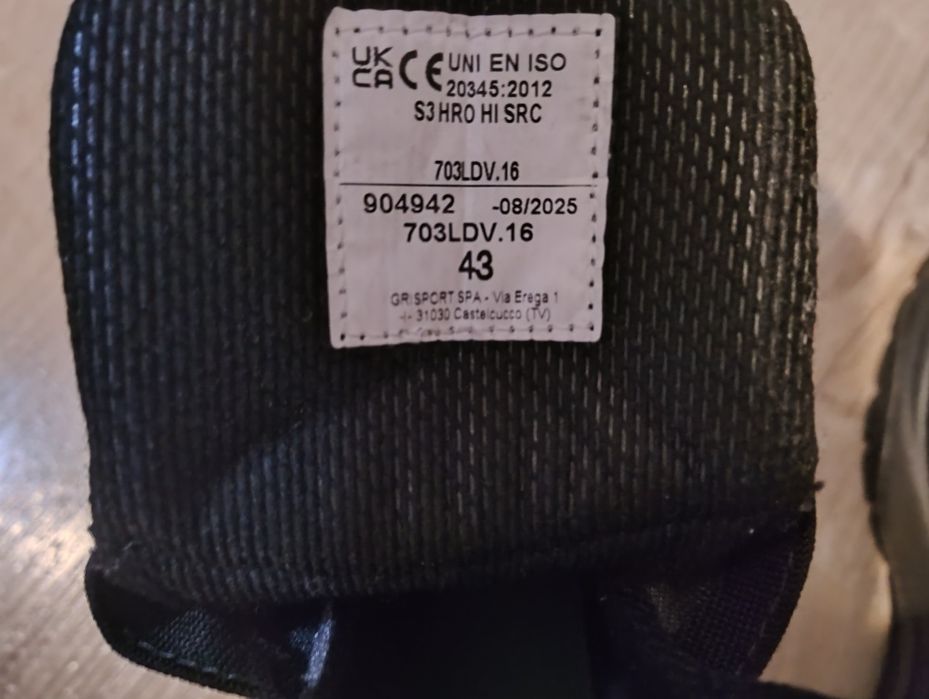 UK
CA CE UNI EN ISO
20345:2012
S3 HRO HI SRC
703LDV.16
904942 -08/2025
703LDV.16
43
GRISPORT SPA - Via Erega 1
31030 Castelcucco (TV)